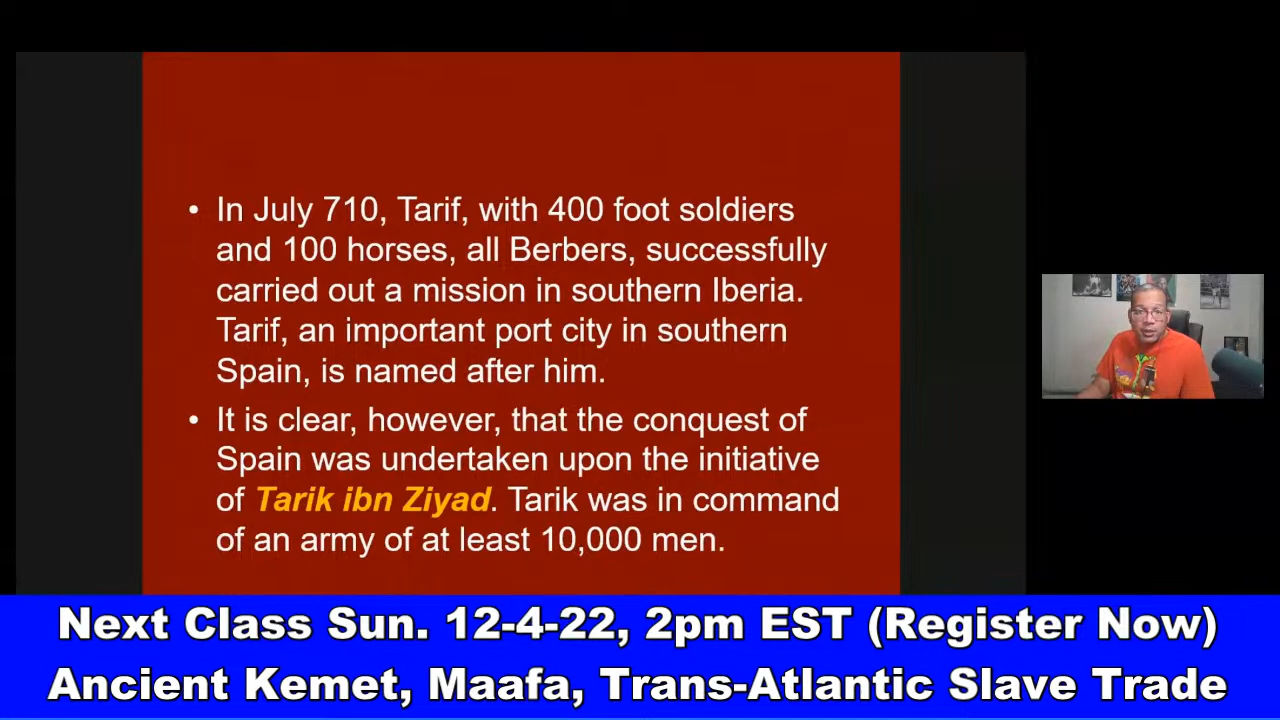 • In July 710, Tarif, with 400 foot soldiers
and 100 horses, all Berbers, successfully
carried out a mission in southern Iberia.
Tarif, an important port city in southern
Spain, is named after him.
• It is clear, however, that the conquest of
Spain was undertaken upon the initiative
of Tarik ibn Ziyad. Tarik was in command
of an army of at least 10,000 men.
Next Class Sun. 12-4-22, 2pm EST (Register Now)
Ancient Kemet, Maafa, Trans-Atlantic Slave Trade